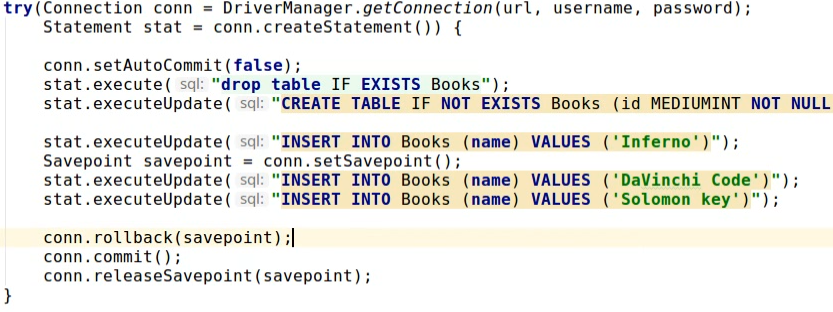 try(Connection conn = DriverManager.getConnection(url, username, password);
    Statement stat = conn.createStatement()) {
    conn.setAutoCommit(false);
    stat.execute( sql: "drop table IF EXISTS Books");
    stat.executeUpdate( sql: "CREATE TABLE IF NOT EXISTS Books (id MEDIUMINT NOT NULL
    stat.executeUpdate( sql: "INSERT INTO Books (name) VALUES ('Inferno')");
    Savepoint savepoint = conn.setSavepoint();
    stat.executeUpdate( sql: "INSERT INTO Books (name) VALUES ('DaVinchi Code')");
    stat.executeUpdate( sql: "INSERT INTO Books (name) VALUES ('Solomon key')");
    conn.rollback(savepoint);
    conn.commit();
    conn.releaseSavepoint(savepoint);
}